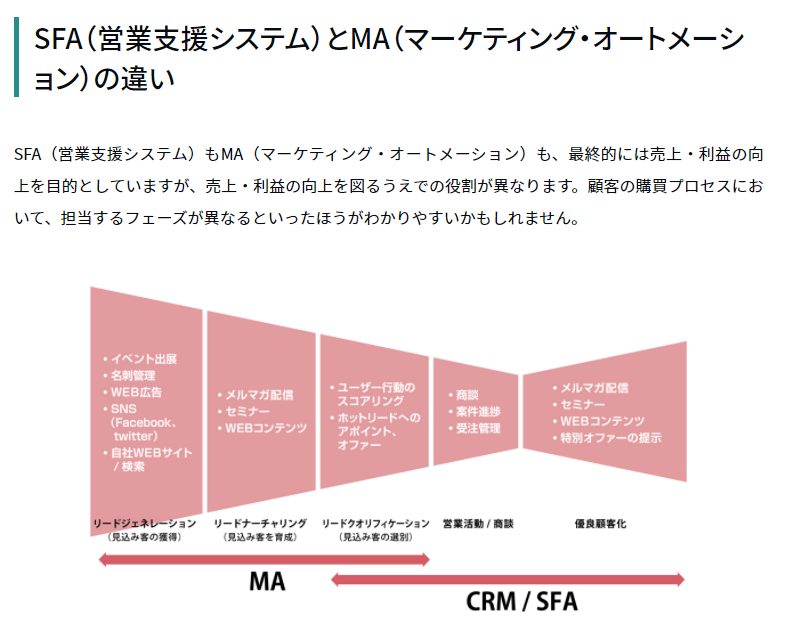 SFA（営業支援システム）とMA（マーケティング・オートメーシ
ョン）の違い
SFA（営業支援システム）もMA（マーケティング・オートメーション）も、最終的には売上・利益の向
上を目的としていますが、売上・利益の向上を図るうえでの役割が異なります。顧客の購買プロセスにお
いて、担当するフェーズが異なるといったほうがわかりやすいかもしれません。
・イベント出展
・名刺管理
・WEB広告
・SNS
（Facebook、
twitter）
・自社WEBサイト
/ 検索
リードジェネレーション
（見込み客の獲得）
・メルマガ配信
・セミナー
・WEBコンテンツ
リードナーチャリング
（見込み客を育成）
・ユーザー行動の
スコアリング
・ホットリードへの
アポイント、
オファー
リードクオリフィケーション
（見込み客の選別）
・商談
・案件進捗
・受注管理
営業活動 / 商談
・メルマガ配信
・セミナー
・WEBコンテンツ
・特別オファーの提示
優良顧客化
MA
CRM / SFA